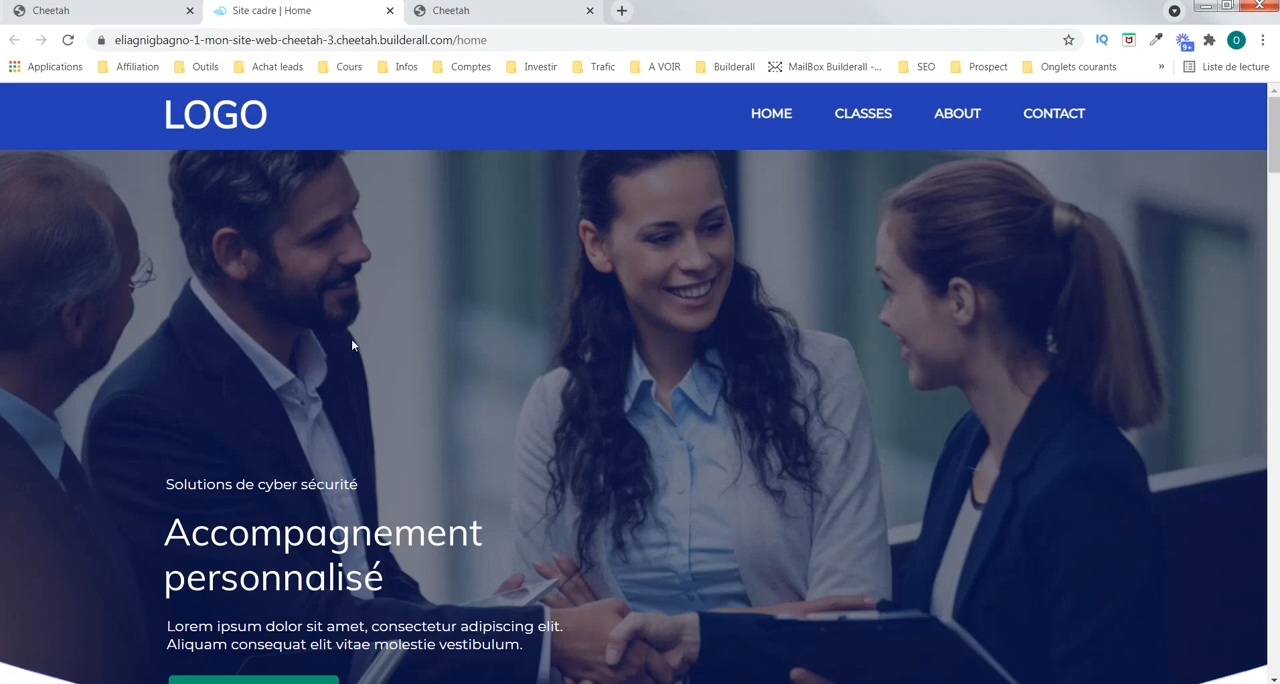 Cheetah
Site cadre | Home
Cheetah
eliagnigbagno-1-mon-site-web-cheetah-3.cheetah.builderall.com/home
IQ
9+
O
Applications
Affiliation
Outils
Achat leads
Cours
Infos
Comptes
Investir
Trafic
A VOIR
Builderall
MailBox Builderall -...
SEO
Prospect
Onglets courants
»
Liste de lecture
LOGO
HOME
CLASSES
ABOUT
CONTACT
Solutions de cyber sécurité
Accompagnement
personnalisé
Lorem ipsum dolor sit amet, consectetur adipiscing elit.
Aliquam consequat elit vitae molestie vestibulum.